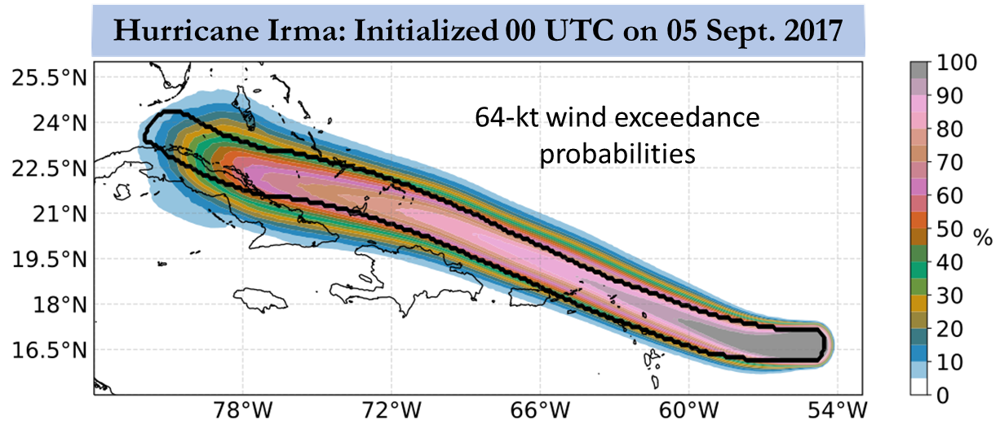 Hurricane Irma: Initialized 00 UTC on 05 Sept. 2017
64-kt wind exceedance
probabilities
25.5°N
24°N
22.5°N
21°N
19.5°N
18°N
16.5°N
78°W
72°W
66°W
60°W
54°W
100
90
80
70
60
50
40
30
20
10
0
%